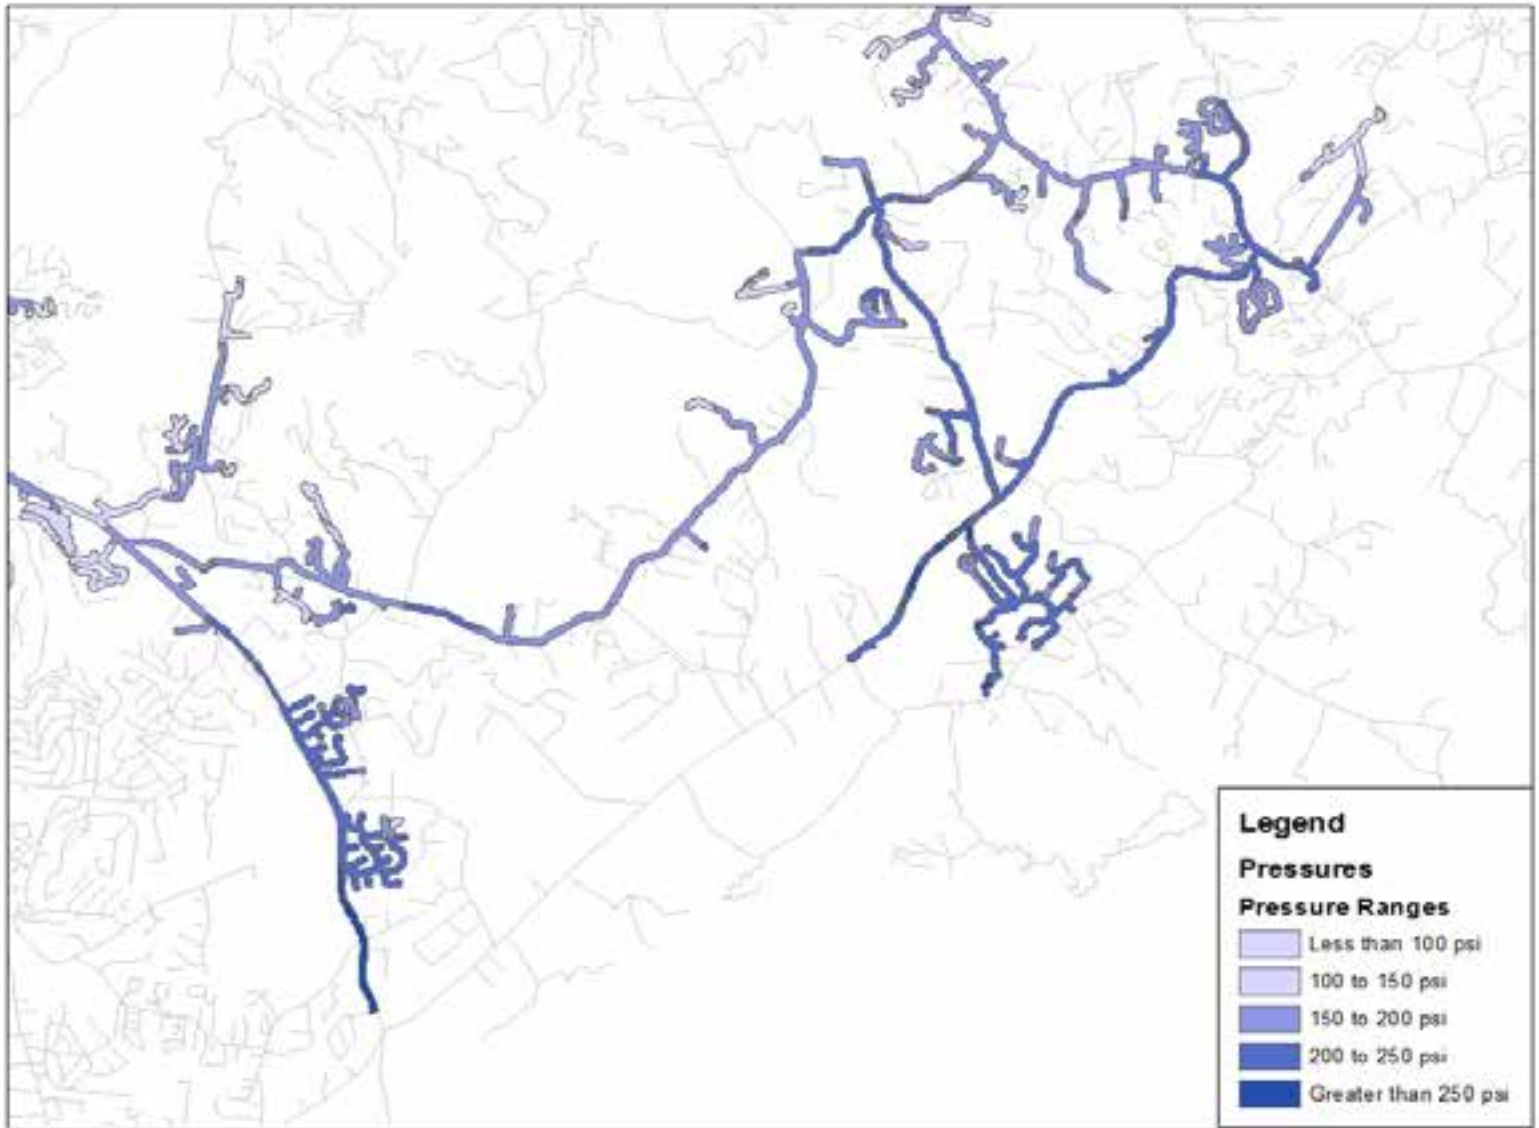 Legend
Pressures
Pressure Ranges
Less than 100 psi
100 to 150 psi
150 to 200 psi
200 to 250 psi
Greater than 250 psi